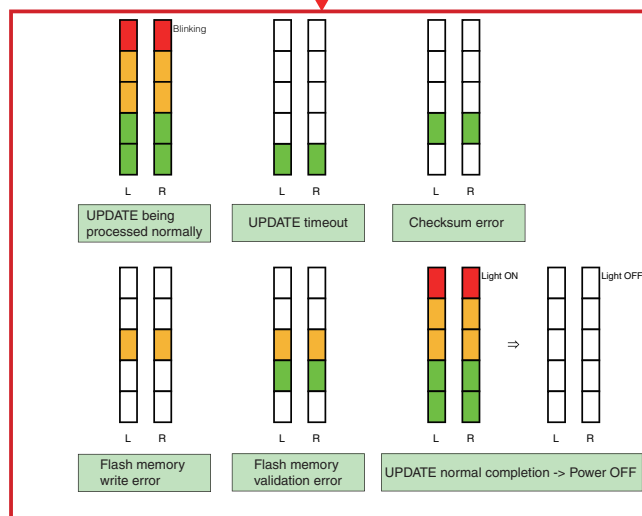 Blinking
L R
L R
L R
UPDATE being
processed normally
UPDATE timeout
Checksum error
Light ON
Light OFF
⇒
L R
L R
L R
L R
Flash memory
write error
Flash memory
validation error
UPDATE normal completion -> Power OFF